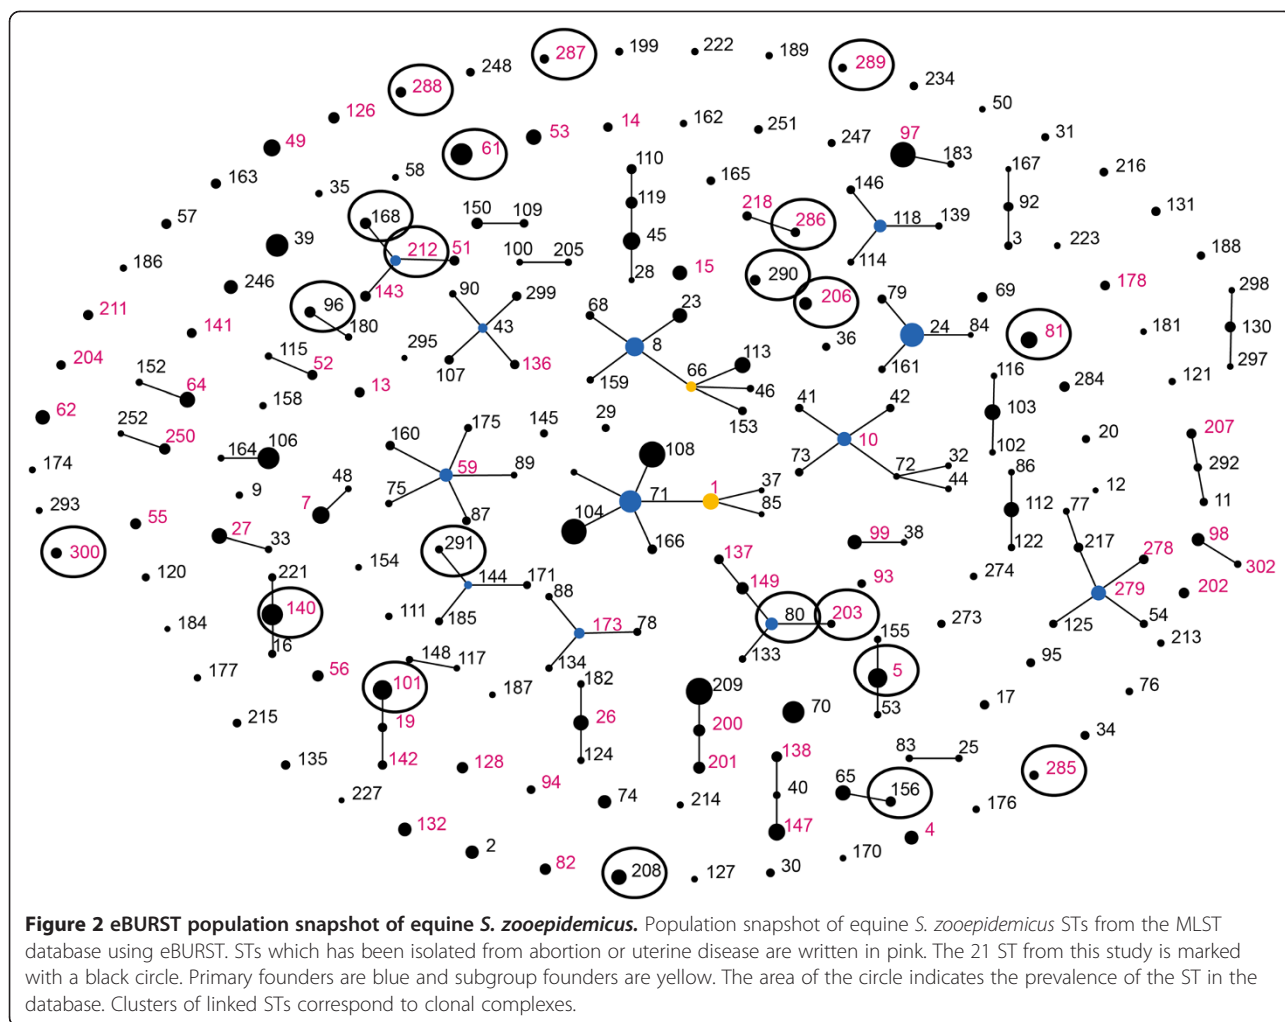 287 199 222 189 289
248 288 234
126 50
53 14 162 251 247 97 31
49 61 110 183 167 216
163 58 165 146
35 119 218 92 131
57 168 150 109 286 118 139
39 212 51 100 205 45 114 3 223 188
186 246 143 28 15 290 206 178 298
211 96 90 299 68 23 79 69
141 180 43 8 36 24 84 81 181 130
204 115 295 107 136 159 66 113 161 297
152 52 46 116 284 121
64 13 153 41 42 103
62 158 175 145 29 20 207
252 250 160 10 102
106 108 73 32 292
174 164 59 89 72 86
9 48 75 37 44 12 11
293 7 87 71 1 85 112 77
55 104 99 38 122 98
300 27 33 291 166 217 278
154 137 93 274 302
120 221 144 171 149 279 202
140 88 80 203
184 111 185 173 78 273 125 54
16 148 134 133 155 213
177 56 117 5 95
101 187 182 209 76
215 19 26 70 53 17
200 34
135 142 128 124 201 138 83 25
94 285
227 74 214 40 65 156 176
132 147 4
2 82 208 127 30 170
Figure 2 eBURST population snapshot of equine S. zooepidemicus. Population snapshot of equine S. zooepidemicus STs from the MLST
database using eBURST. STs which has been isolated from abortion or uterine disease are written in pink. The 21 ST from this study is marked
with a black circle. Primary founders are blue and subgroup founders are yellow. The area of the circle indicates the prevalence of the ST in the
database. Clusters of linked STs correspond to clonal complexes.